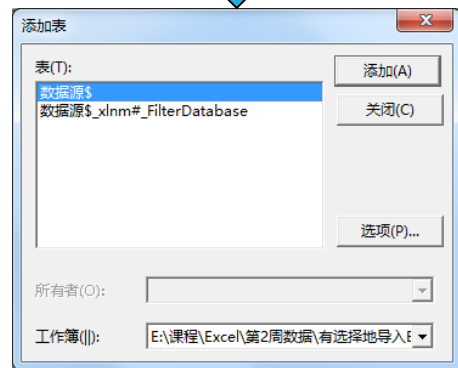 添加表
表(T):
数据源$
数据源$_xlnm#_FilterDatabase
添加(A)
关闭(C)
选项(P)...
所有者(O):
工作簿(||):
E:\课程\Excel\第2周数据\有选择地导入E